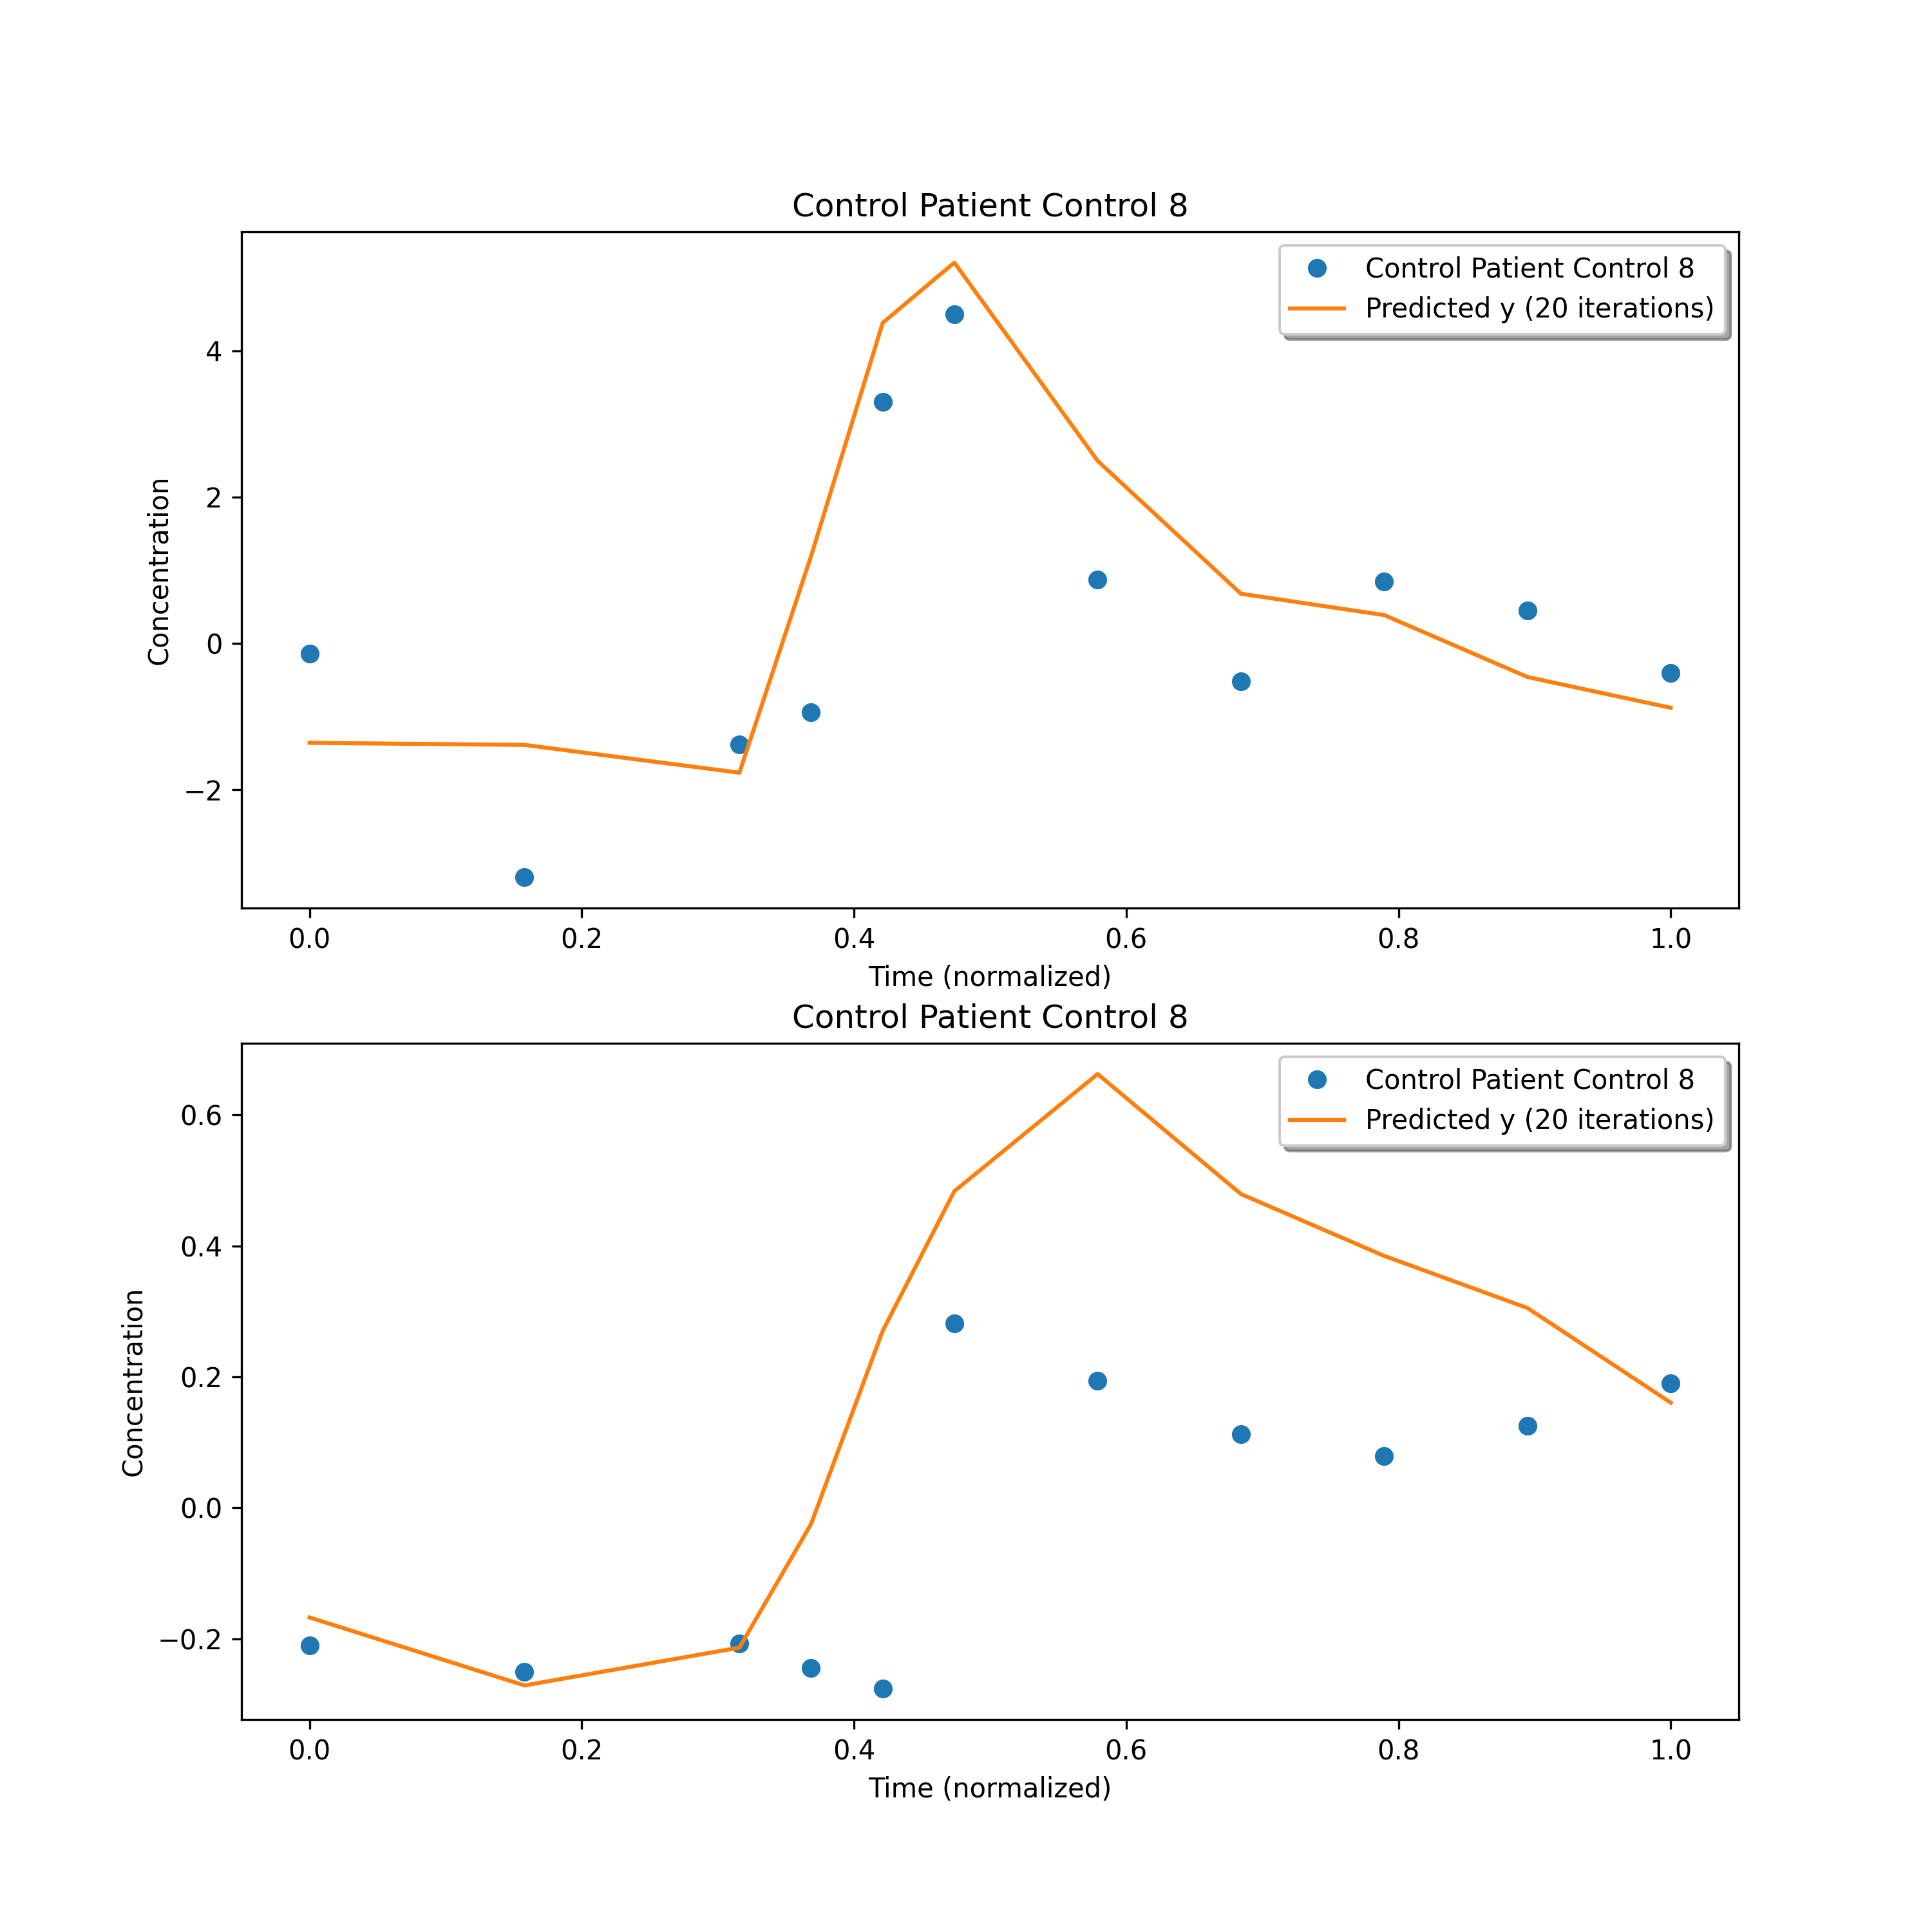 Control Patient Control 8
Control Patient Control 8
Predicted y (20 iterations)
Concentration
4
2
0
−2
0.0 0.2 0.4 0.6 0.8 1.0
Time (normalized)
Control Patient Control 8
Control Patient Control 8
Predicted y (20 iterations)
Concentration
0.6
0.4
0.2
0.0
−0.2
0.0 0.2 0.4 0.6 0.8 1.0
Time (normalized)